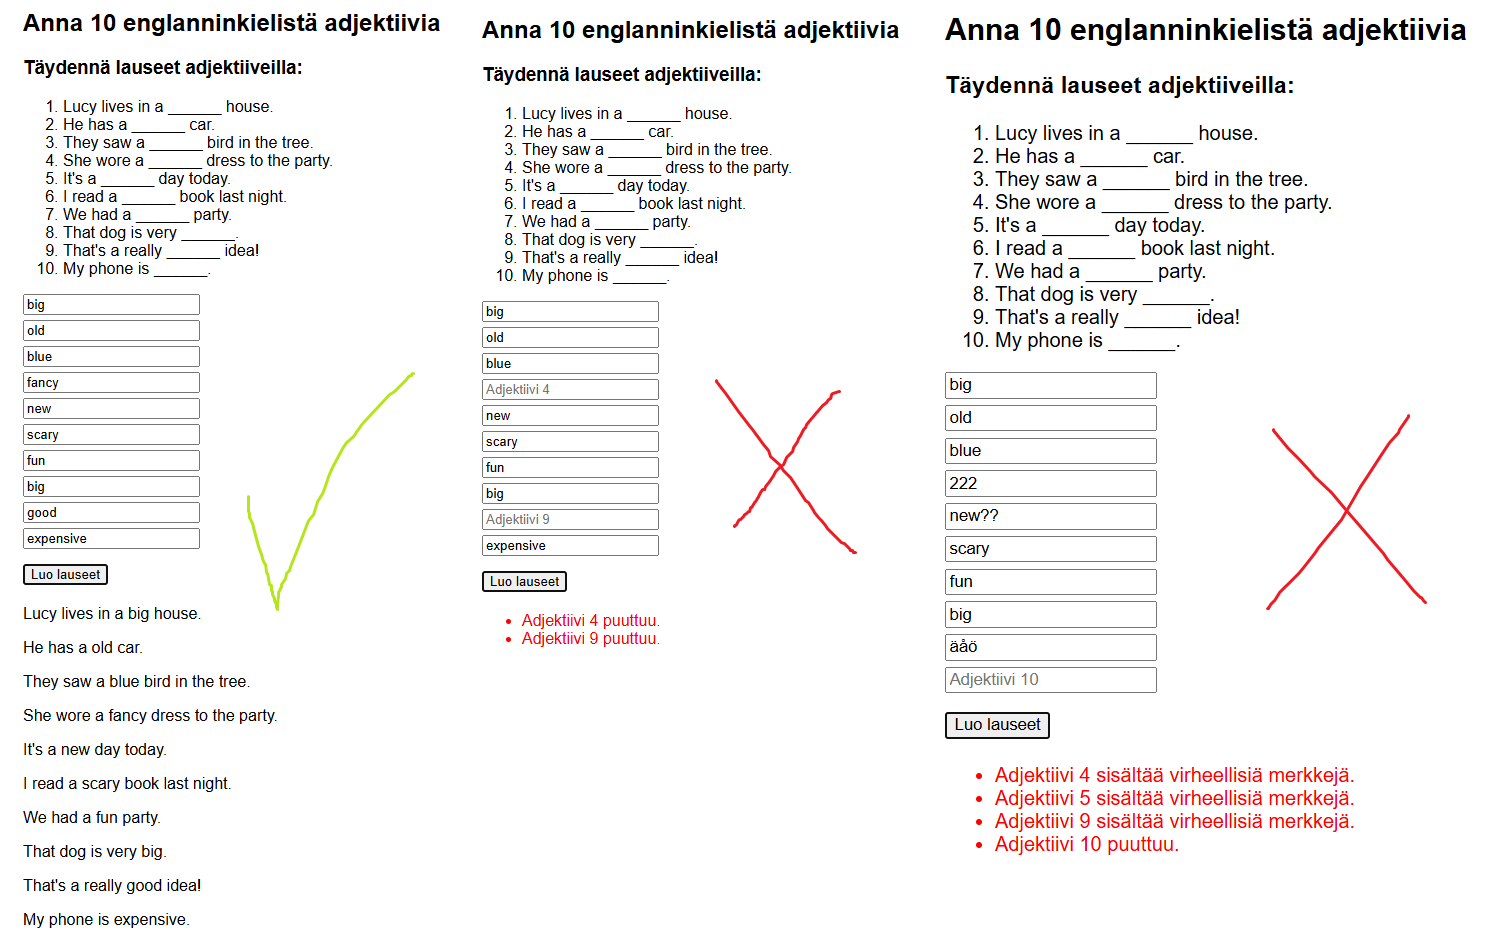 Anna 10 englanninkielistä adjektiivia
Täydennä lauseet adjektiiveilla:
1. Lucy lives in a ______ house.
2. He has a ______ car.
3. They saw a ______ bird in the tree.
4. She wore a ______ dress to the party.
5. It's a ______ day today.
6. I read a ______ book last night.
7. We had a ______ party.
8. That dog is very ______.
9. That's a really ______ idea!
10. My phone is ______.
big
old
blue
fancy
new
scary
fun
big
good
expensive
Luo lauseet
Lucy lives in a big house.
He has a old car.
They saw a blue bird in the tree.
She wore a fancy dress to the party.
It's a new day today.
I read a scary book last night.
We had a fun party.
That dog is very big.
That's a really good idea!
My phone is expensive.
Anna 10 englanninkielistä adjektiivia
Täydennä lauseet adjektiiveilla:
1. Lucy lives in a ______ house.
2. He has a ______ car.
3. They saw a ______ bird in the tree.
4. She wore a ______ dress to the party.
5. It's a ______ day today.
6. I read a ______ book last night.
7. We had a ______ party.
8. That dog is very ______.
9. That's a really ______ idea!
10. My phone is ______.
big
old
blue
Adjektiivi 4
new
scary
fun
big
Adjektiivi 9
expensive
Luo lauseet
• Adjektiivi 4 puuttuu.
• Adjektiivi 9 puuttuu.
Anna 10 englanninkielistä adjektiivia
Täydennä lauseet adjektiiveilla:
1. Lucy lives in a ______ house.
2. He has a ______ car.
3. They saw a ______ bird in the tree.
4. She wore a ______ dress to the party.
5. It's a ______ day today.
6. I read a ______ book last night.
7. We had a ______ party.
8. That dog is very ______.
9. That's a really ______ idea!
10. My phone is ______.
big
old
blue
222
new??
scary
fun
big
äåö
Adjektiivi 10
Luo lauseet
• Adjektiivi 4 sisältää virheellisiä merkkejä.
• Adjektiivi 5 sisältää virheellisiä merkkejä.
• Adjektiivi 9 sisältää virheellisiä merkkejä.
• Adjektiivi 10 puuttuu.